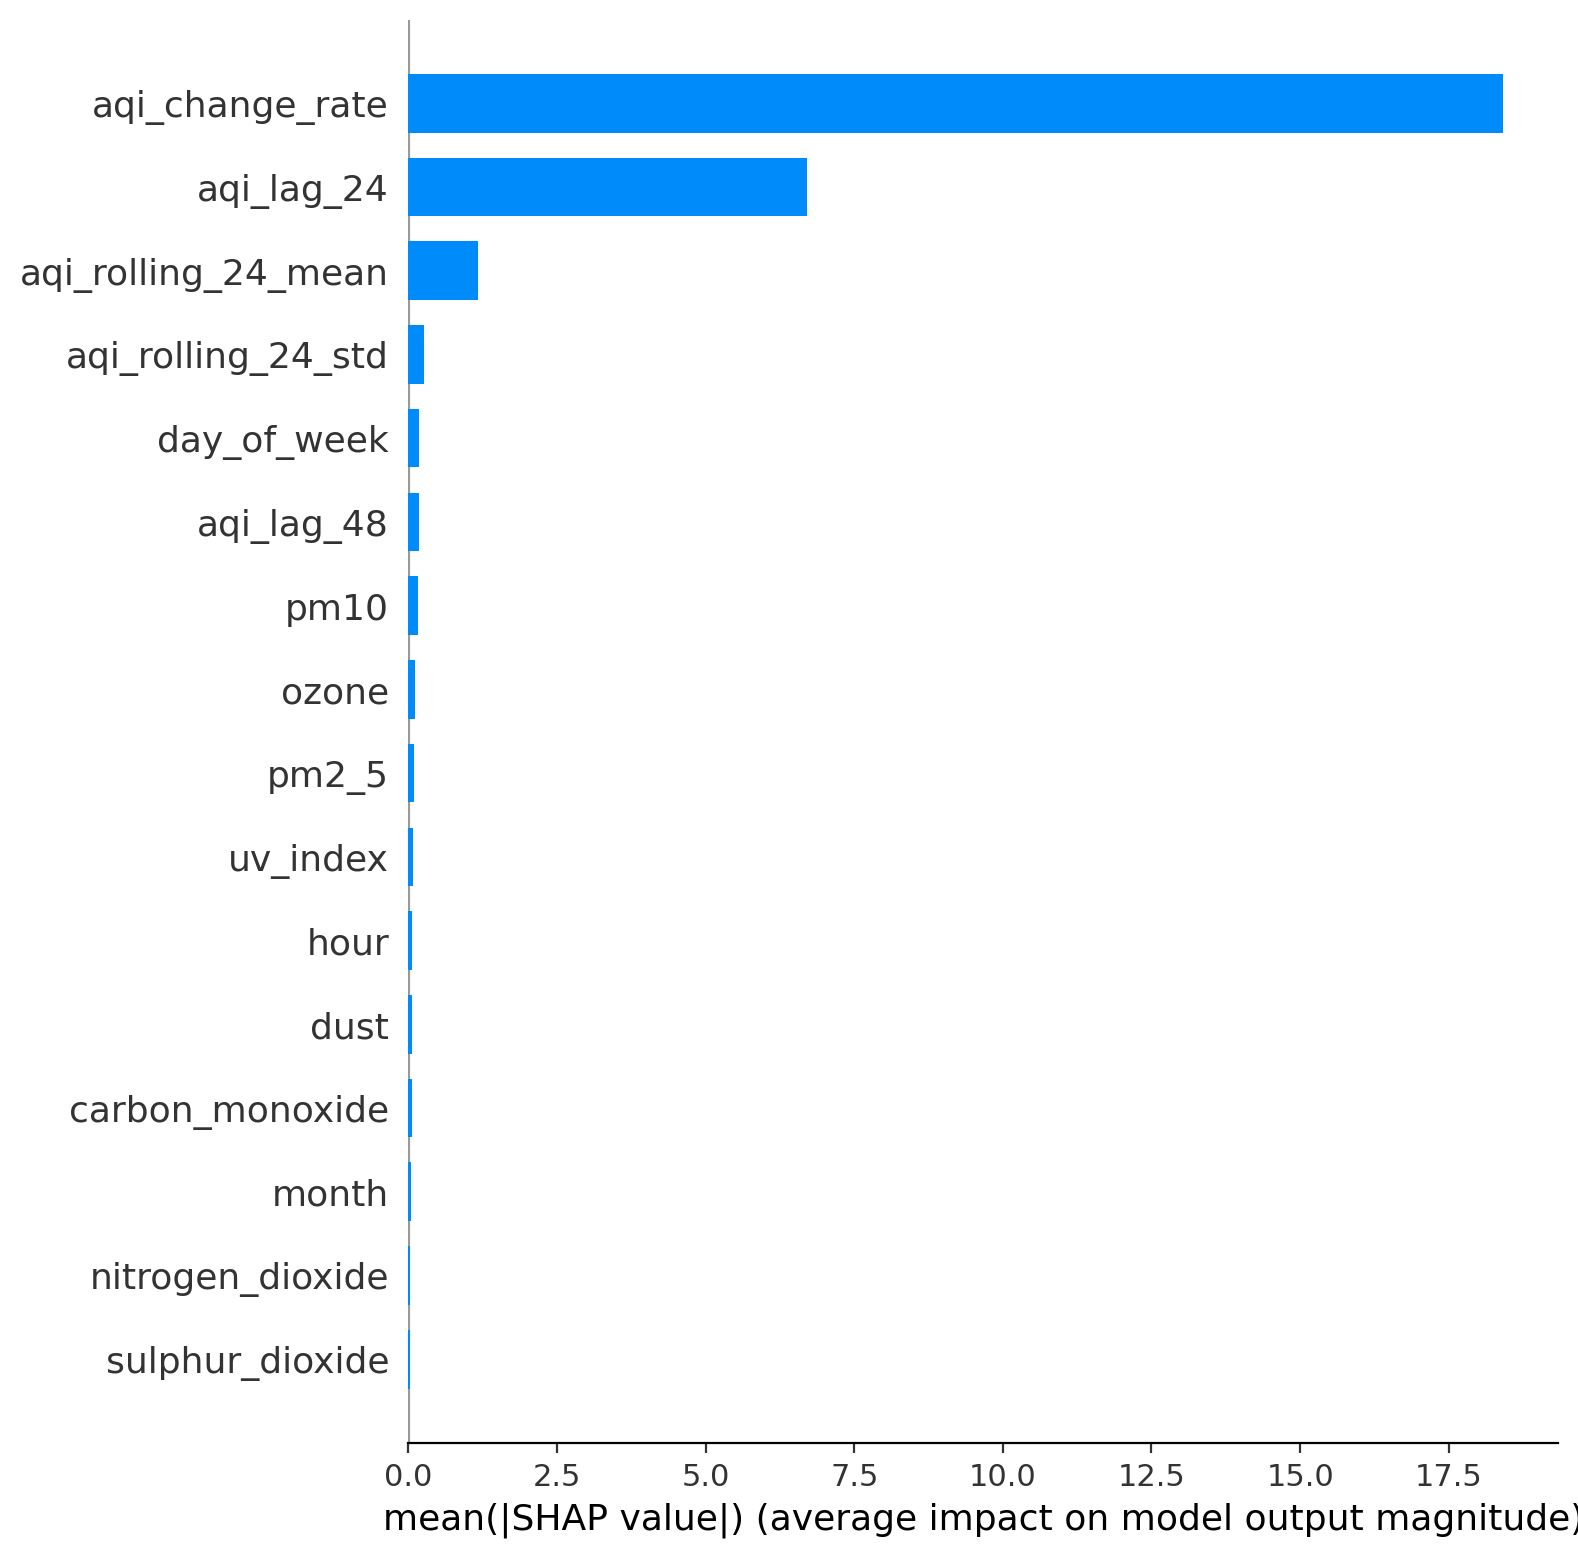 aqi_change_rate
aqi_lag_24
aqi_rolling_24_mean
aqi_rolling_24_std
day_of_week
aqi_lag_48
pm10
ozone
pm2_5
uv_index
hour
dust
carbon_monoxide
month
nitrogen_dioxide
sulphur_dioxide
0.0 2.5 5.0 7.5 10.0 12.5 15.0 17.5
mean(|SHAP value|) (average impact on model output magnitude)